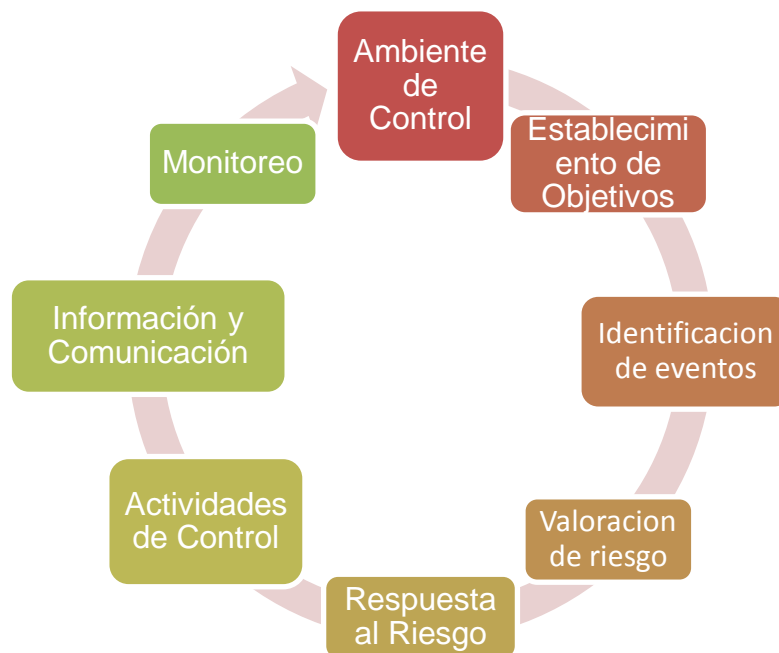 Ambiente
de
Control
Establecimi
ento de
Objetivos
Identificacion
de eventos
Valoracion
de riesgo
Respuesta
al Riesgo
Actividades
de Control
Información y
Comunicación
Monitoreo